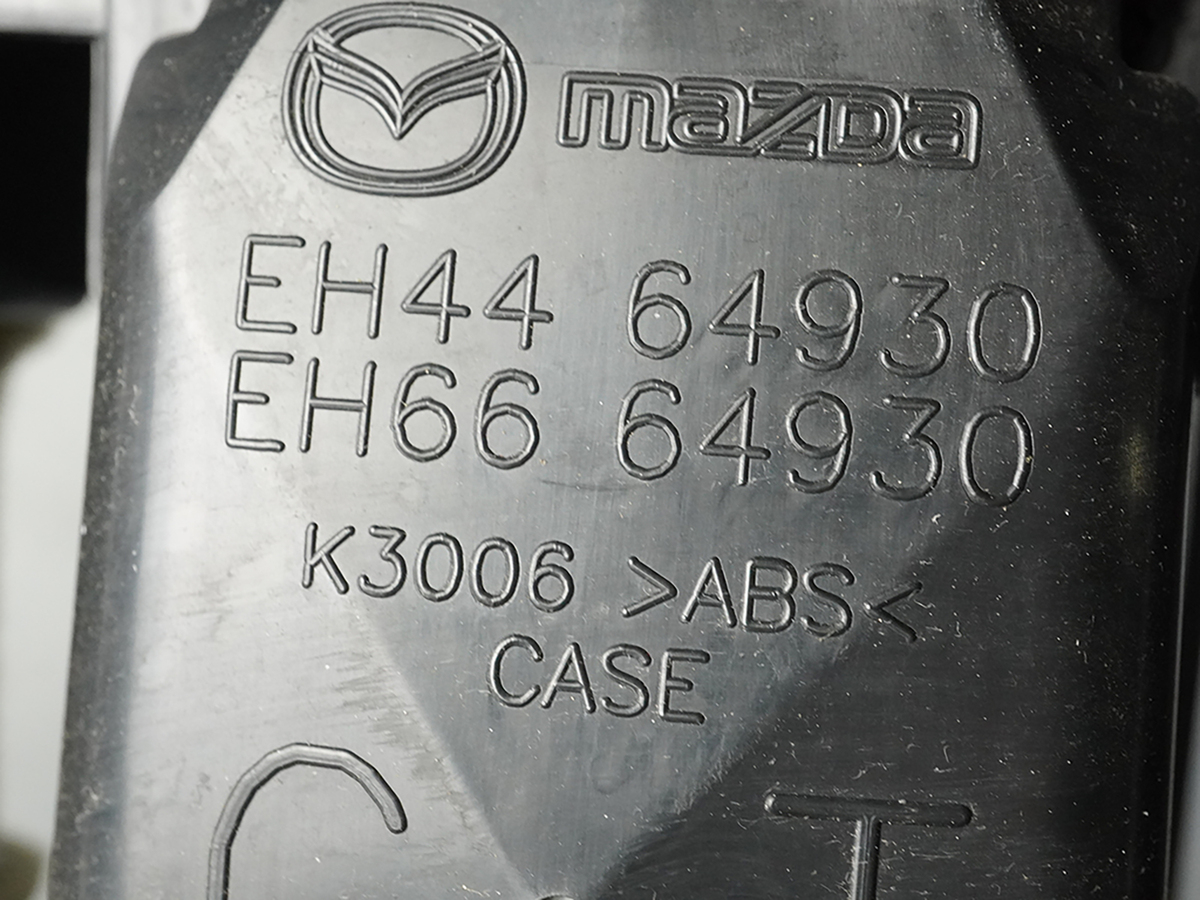 mazda
EH44 64930
EH66 64930
K3006 >ABS<
CASE
C T